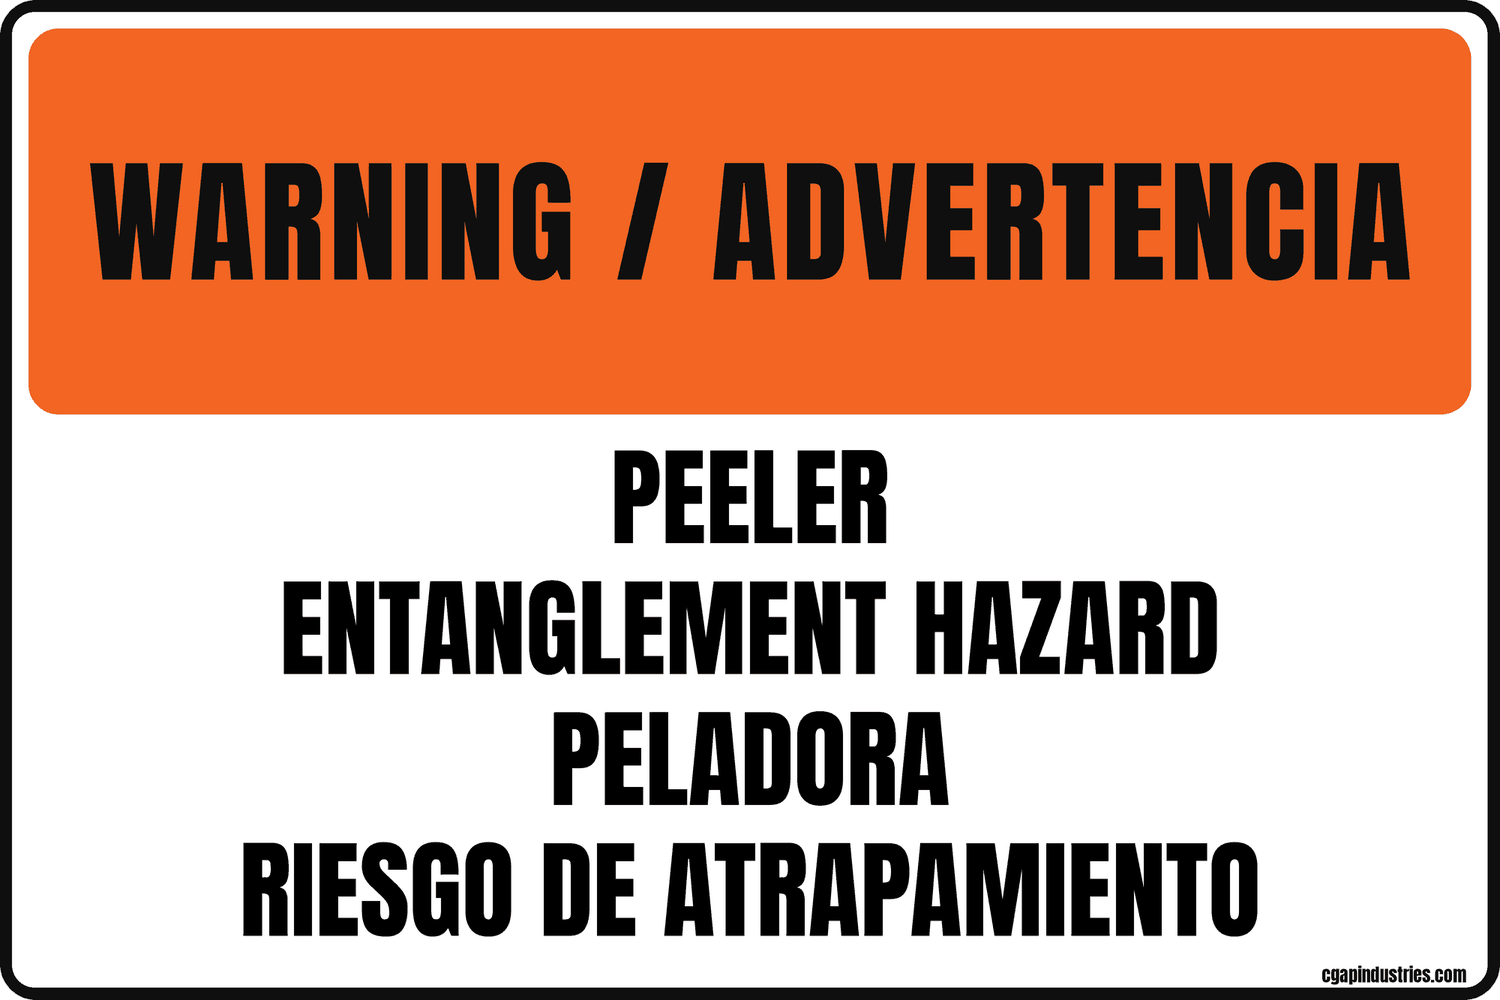 WARNING / ADVERTENCIA
PEELER
ENTANGLEMENT HAZARD
PELADORA
RIESGO DE ATRAPAMIENTO
cgapindustries.com